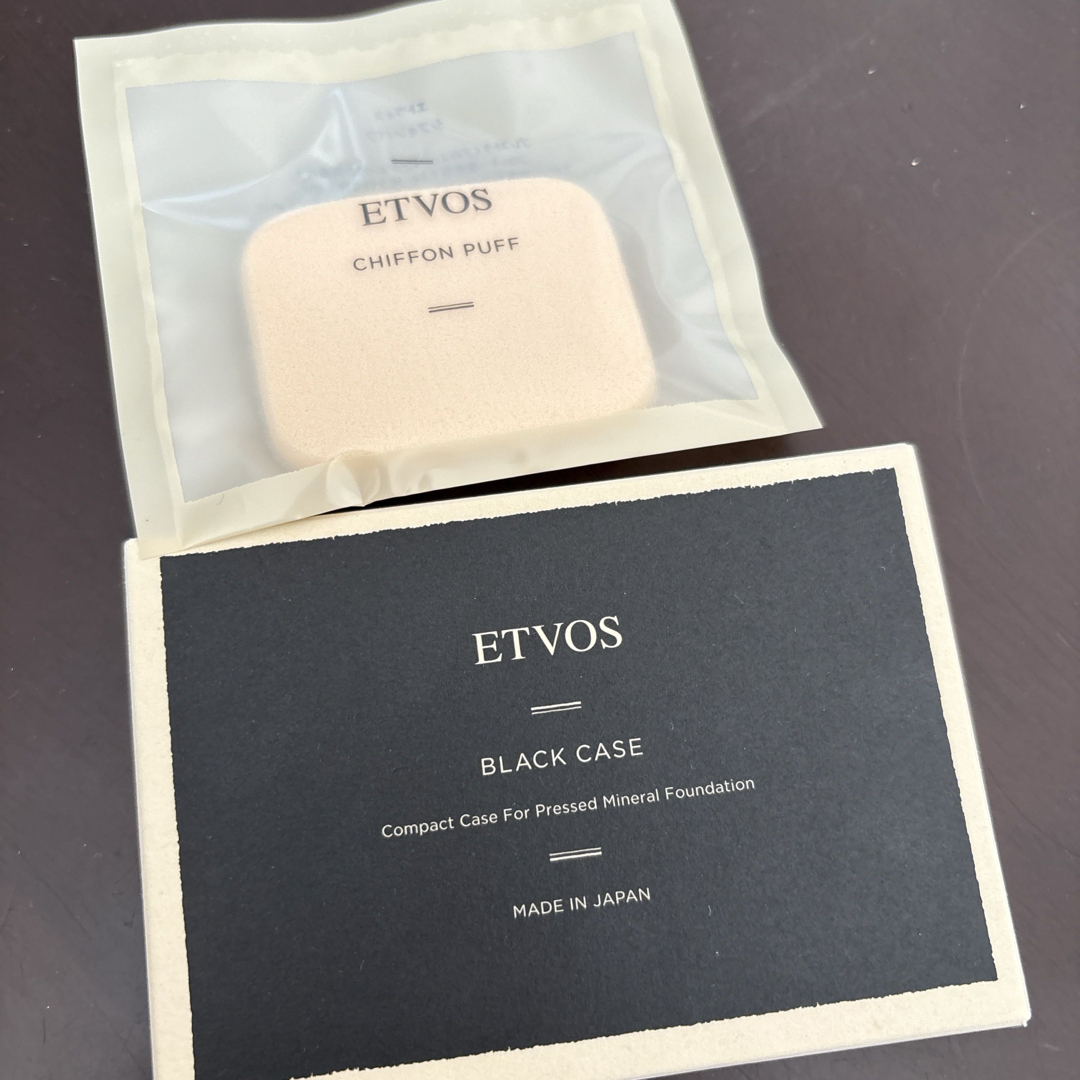 ETVOS
CHIFFON PUFF
ETVOS
BLACK CASE
Compact Case For Pressed Mineral Foundation
MADE IN JAPAN